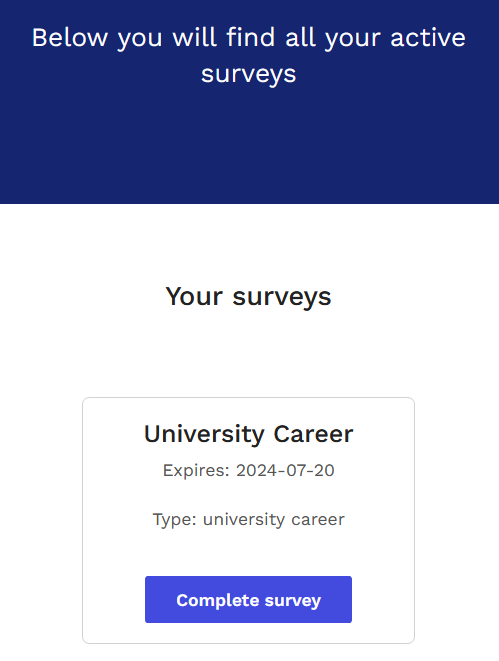 Below you will find all your active
surveys
Your surveys
University Career
Expires: 2024-07-20
Type: university career
Complete survey